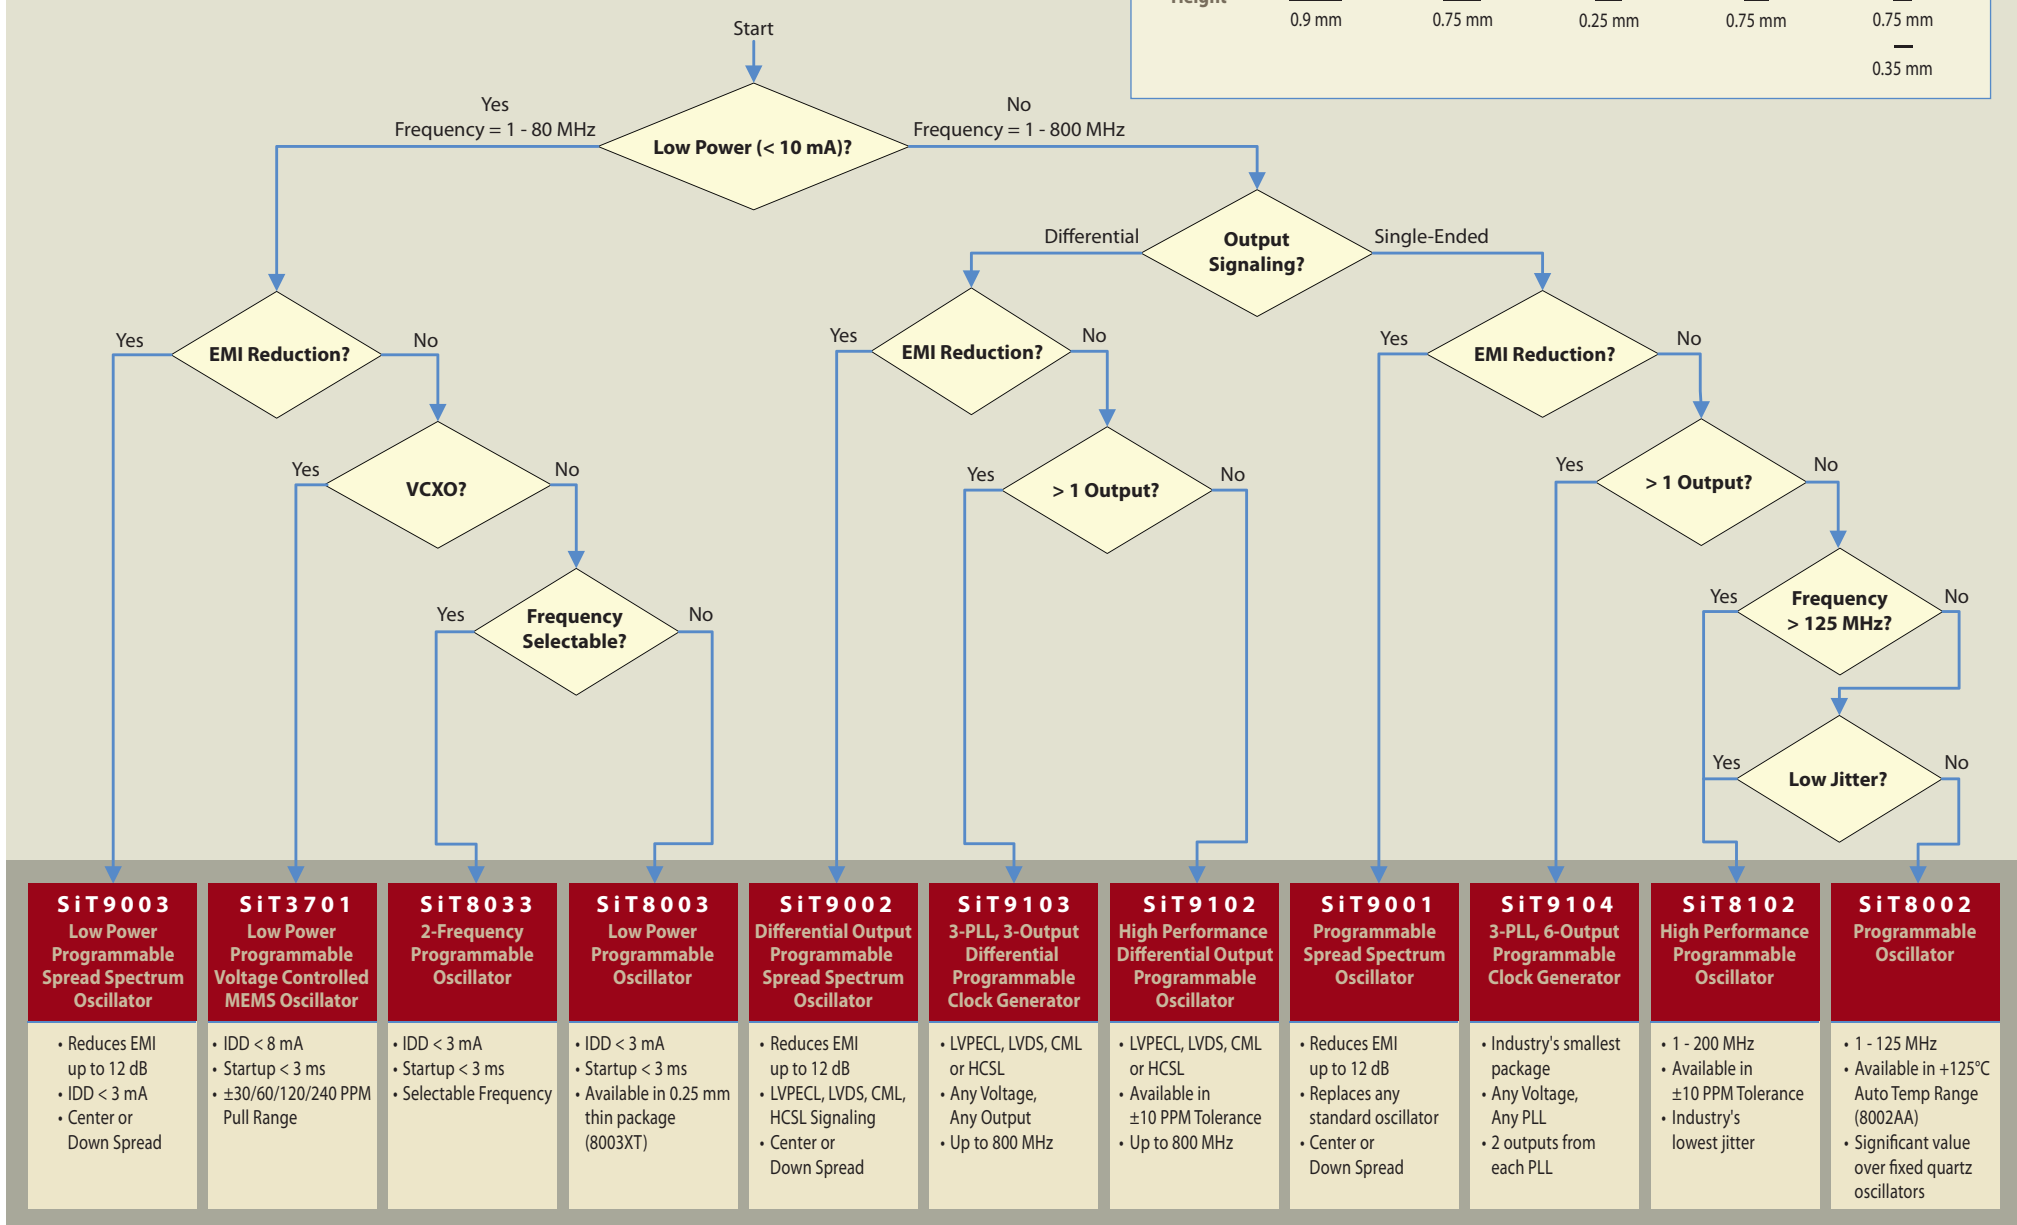 Height
0.9 mm
0.75 mm
0.25 mm
0.75 mm
0.75 mm
0.35 mm
Start
Yes
Frequency = 1 - 80 MHz
No
Frequency = 1 - 800 MHz
Low Power (< 10 mA)?
Differential
Output
Signaling?
Single-Ended
Yes
EMI Reduction?
No
Yes
EMI Reduction?
No
Yes
EMI Reduction?
No
Yes
VCXO?
No
Yes
> 1 Output?
No
Yes
> 1 Output?
No
Yes
Frequency
Selectable?
No
Yes
Frequency
> 125 MHz?
No
Yes
Low Jitter?
No
SiT9003
Low Power
Programmable
Spread Spectrum
Oscillator
• Reduces EMI
up to 12 dB
• IDD < 3 mA
• Center or
Down Spread
SiT3701
Low Power
Programmable
Voltage Controlled
MEMS Oscillator
• IDD < 8 mA
• Startup < 3 ms
• ±30/60/120/240 PPM
Pull Range
SiT8033
2-Frequency
Programmable
Oscillator
• IDD < 3 mA
• Startup < 3 ms
• Selectable Frequency
SiT8003
Low Power
Programmable
Oscillator
• IDD < 3 mA
• Startup < 3 ms
• Available in 0.25 mm
thin package
(8003XT)
SiT9002
Differential Output
Programmable
Spread Spectrum
Oscillator
• Reduces EMI
up to 12 dB
• LVPECL, LVDS, CML,
HCSL Signaling
• Center or
Down Spread
SiT9103
3-PLL, 3-Output
Differential
Programmable
Clock Generator
• LVPECL, LVDS, CML
or HCSL
• Any Voltage,
Any Output
• Up to 800 MHz
SiT9102
High Performance
Differential Output
Programmable
Oscillator
• LVPECL, LVDS, CML
or HCSL
• Available in
±10 PPM Tolerance
• Up to 800 MHz
SiT9001
Programmable
Spread Spectrum
Oscillator
• Reduces EMI
up to 12 dB
• Replaces any
standard oscillator
• Center or
Down Spread
SiT9104
3-PLL, 6-Output
Programmable
Clock Generator
• Industry's smallest
package
• Any Voltage,
Any PLL
• 2 outputs from
each PLL
SiT8102
High Performance
Programmable
Oscillator
• 1 - 200 MHz
• Available in
±10 PPM Tolerance
• Industry's
lowest jitter
SiT8002
Programmable
Oscillator
• 1 - 125 MHz
• Available in +125°C
Auto Temp Range
(8002AA)
• Significant value
over fixed quartz
oscillators